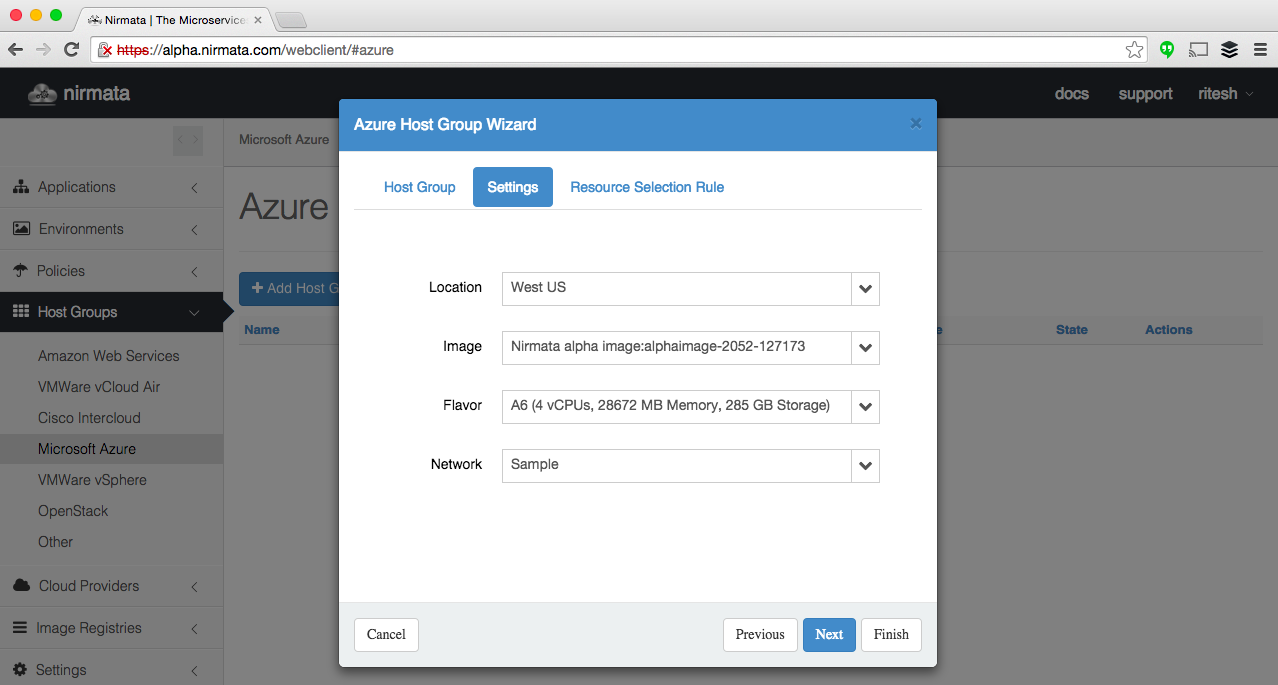 Nirmata | The Microservice
https://alpha.nirmata.com/webclient/#azure
nirmata
docs support ritesh
Microsoft Azure
Applications
Environments
Policies
Host Groups
Amazon Web Services
VMWare vCloud Air
Cisco Intercloud
Microsoft Azure
VMWare vSphere
OpenStack
Other
Cloud Providers
Image Registries
Settings
Azure
+ Add Host G
Name e State Actions
Azure Host Group Wizard ×
Host Group Settings Resource Selection Rule
Location West US
Image Nirmata alpha image:alphaimage-2052-127173
Flavor A6 (4 vCPUs, 28672 MB Memory, 285 GB Storage)
Network Sample
Cancel Previous Next Finish